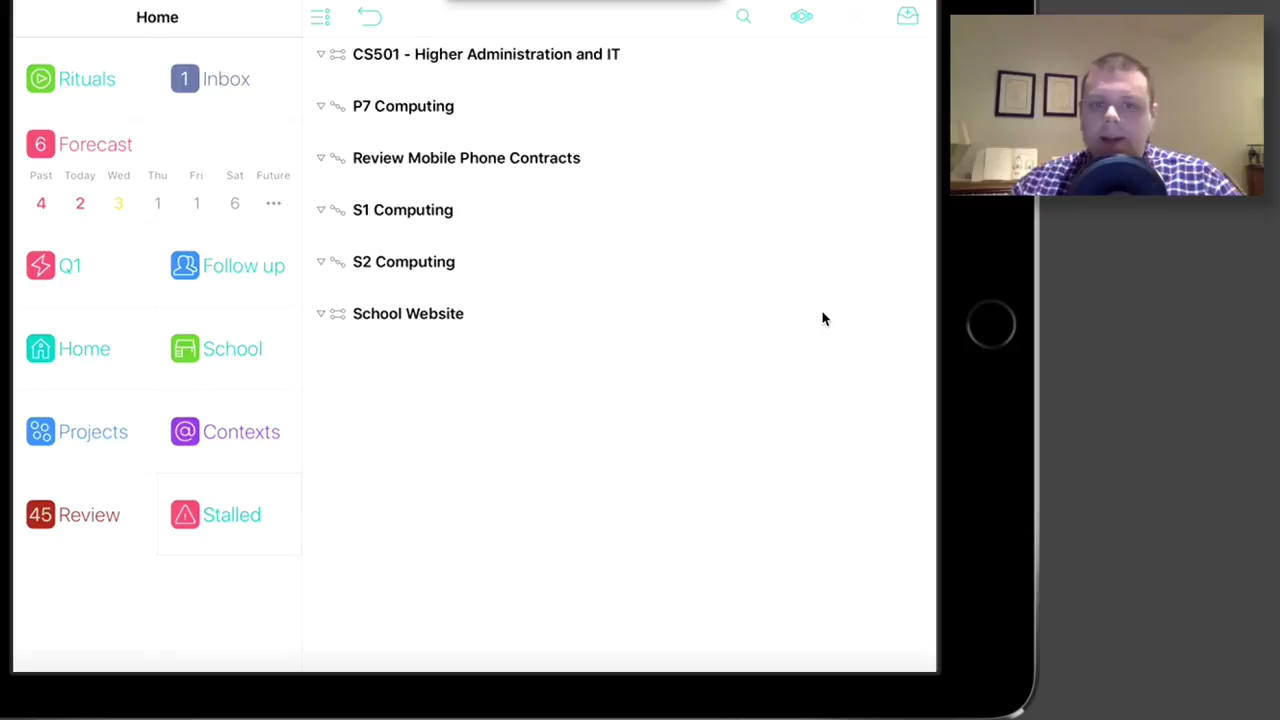 Home
Rituals
1 Inbox
6 Forecast
Past Today Wed Thu Fri Sat Future
4 2 3 1 1 6 •••
Q1
Follow up
Home
School
Projects
@ Contexts
45 Review
Stalled
CS501 - Higher Administration and IT
P7 Computing
Review Mobile Phone Contracts
S1 Computing
S2 Computing
School Website